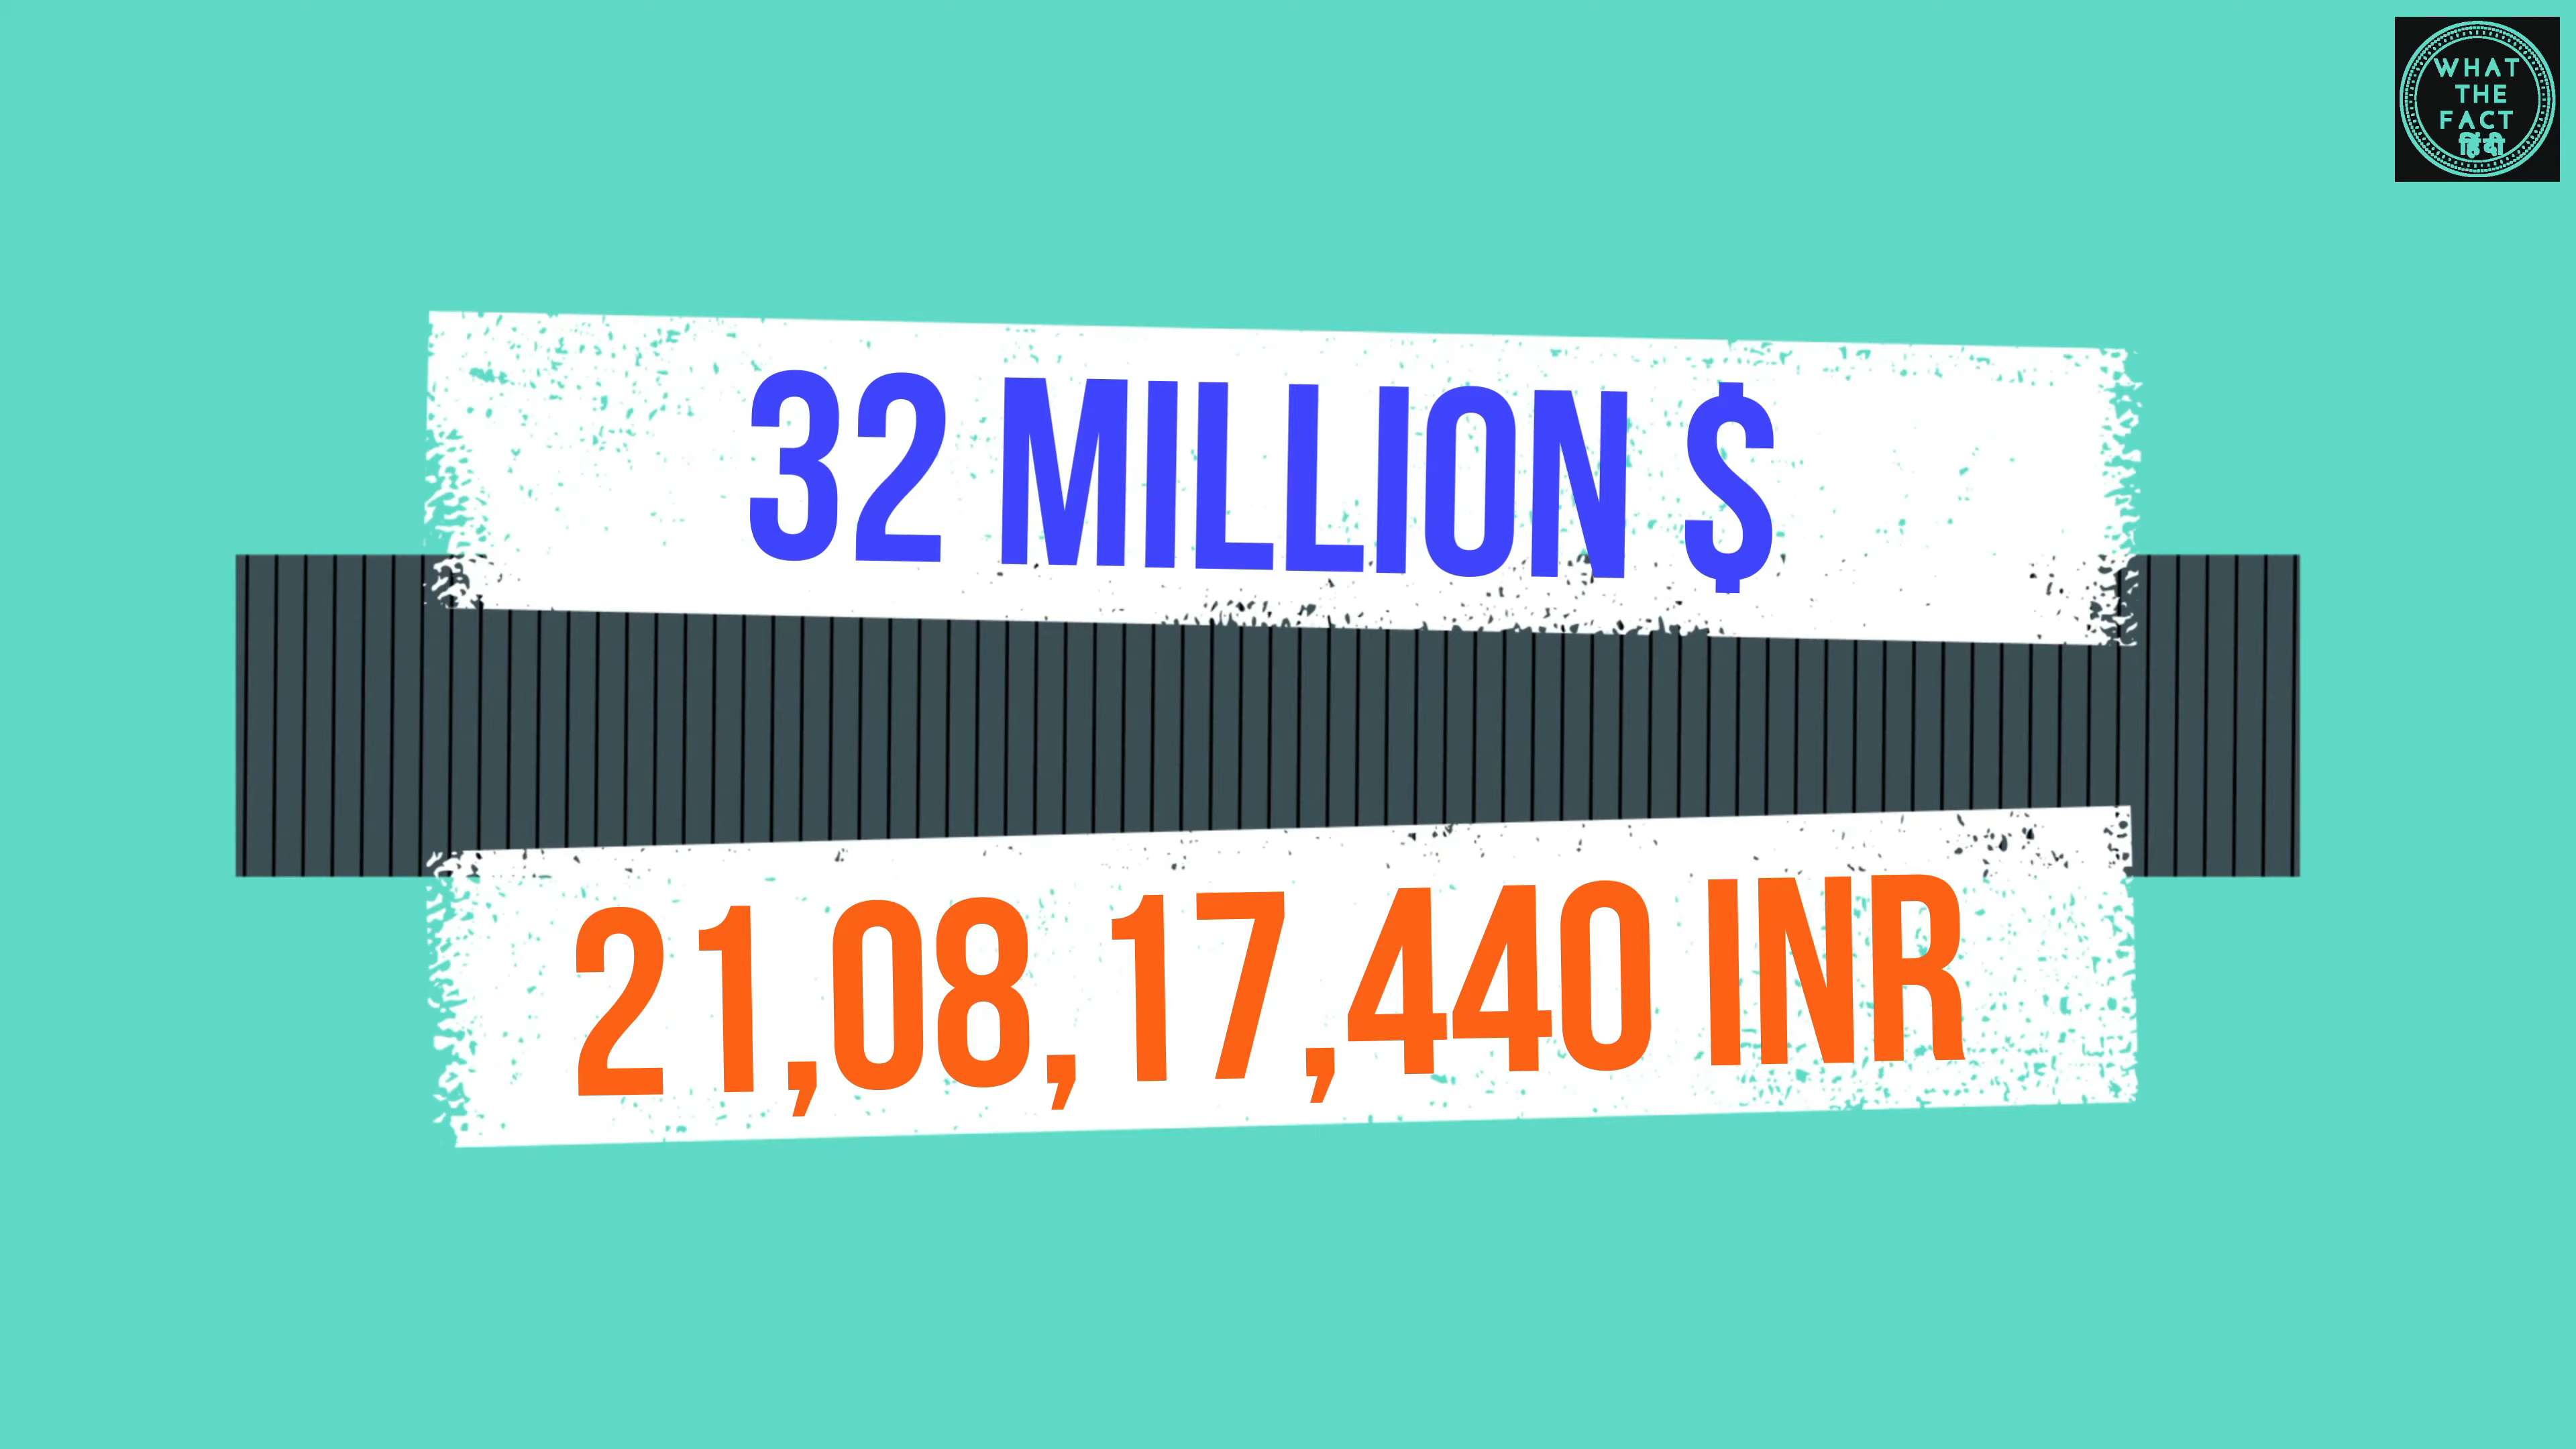 WHAT
THE
FACT
हिंदी
32 MILLION $
21,08,17,440 INR